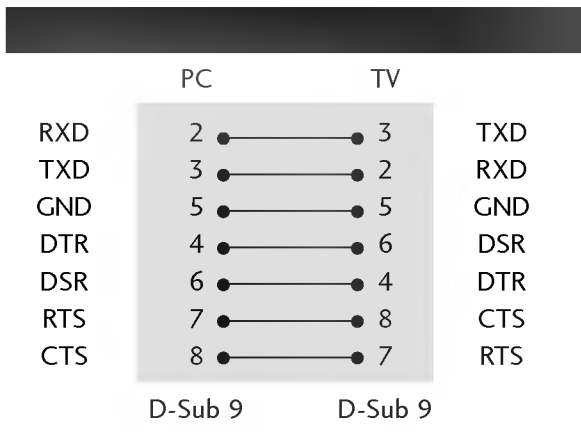 PC TV
RXD 2 3 TXD
TXD 3 2 RXD
GND 5 5 GND
DTR 4 6 DSR
DSR 6 4 DTR
RTS 7 8 CTS
CTS 8 7 RTS
D-Sub 9 D-Sub 9